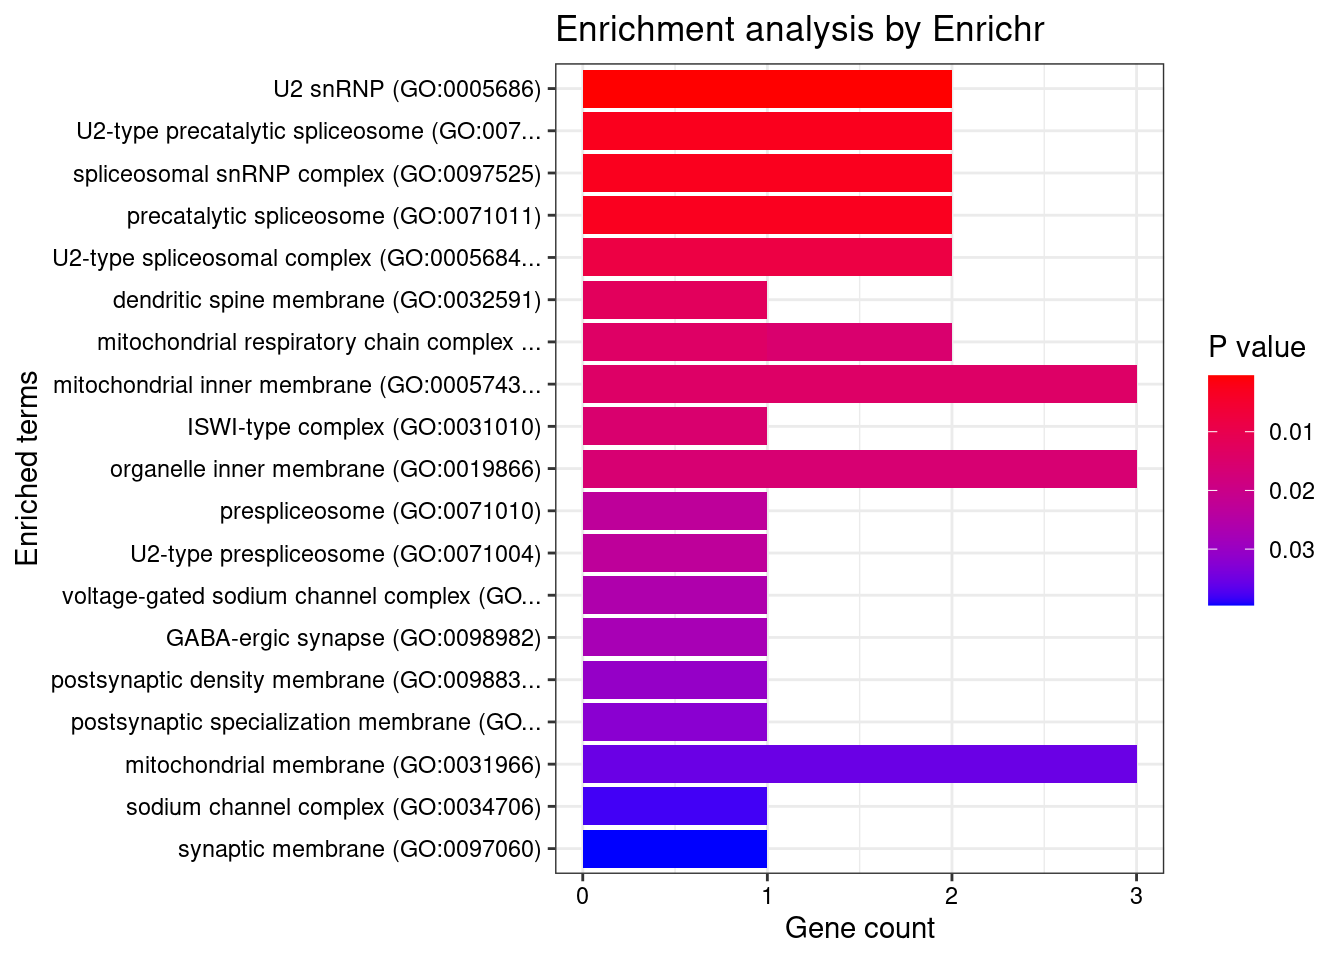 Enrichment analysis by Enrichr
U2 snRNP (GO:0005686)
U2-type precatalytic spliceosome (GO:007...
spliceosomal snRNP complex (GO:0097525)
precatalytic spliceosome (GO:0071011)
U2-type spliceosomal complex (GO:0005684...
dendritic spine membrane (GO:0032591)
mitochondrial respiratory chain complex ...
mitochondrial inner membrane (GO:0005743...
ISWI-type complex (GO:0031010)
organelle inner membrane (GO:0019866)
prespliceosome (GO:0071010)
U2-type prespliceosome (GO:0071004)
voltage-gated sodium channel complex (GO...
GABA-ergic synapse (GO:0098982)
postsynaptic density membrane (GO:009883...
postsynaptic specialization membrane (GO...
mitochondrial membrane (GO:0031966)
sodium channel complex (GO:0034706)
synaptic membrane (GO:0097060)
Enriched terms
0 1 2 3
Gene count
P value
0.01
0.02
0.03